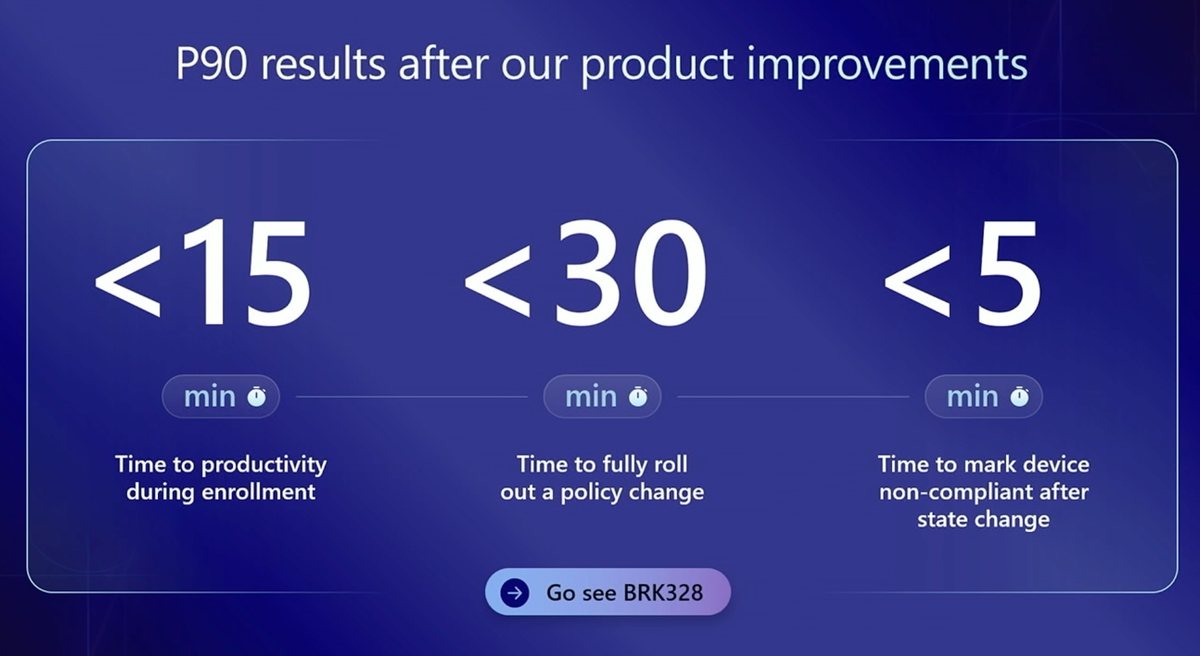 P90 results after our product improvements
<15
<30
<5
min
min
min
Time to productivity
during enrollment
Time to fully roll
out a policy change
Time to mark device
non-compliant after
state change
Go see BRK328